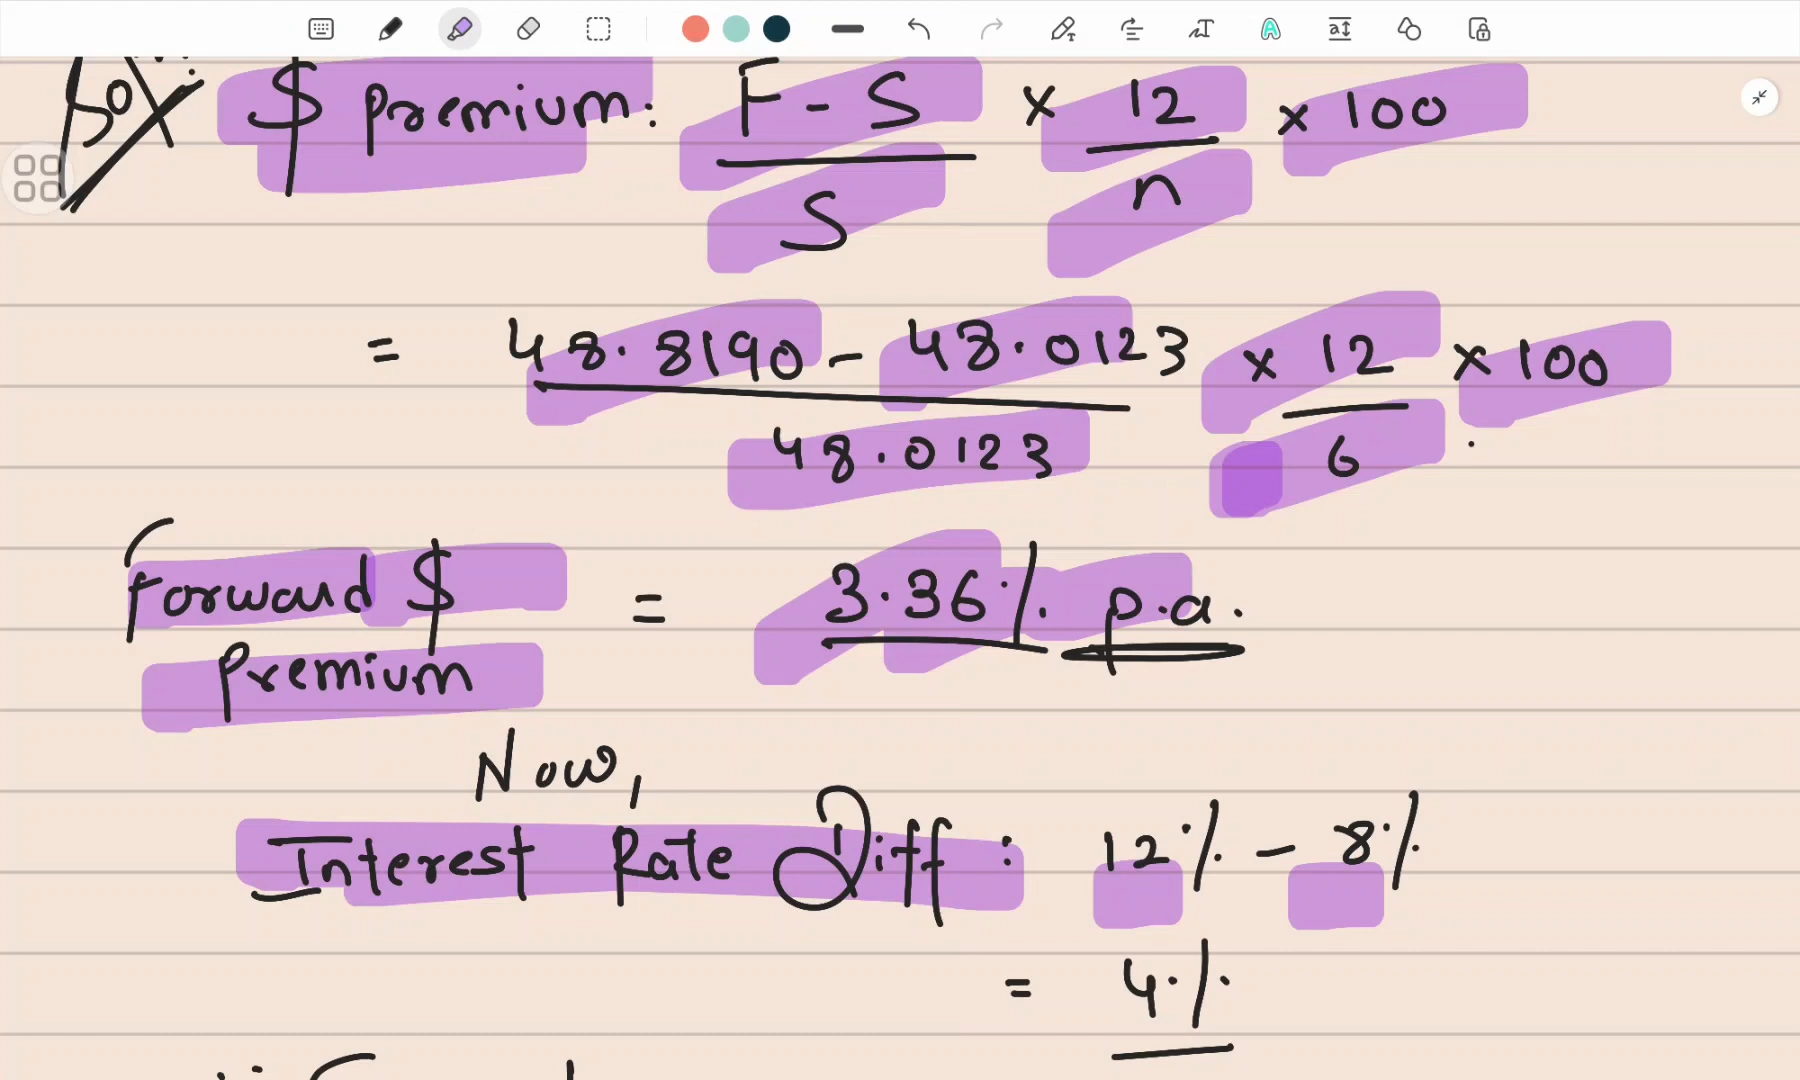 Sol^n: $ Premium: F - S / S × 12 / n × 100
= 48.8190 - 48.0123 / 48.0123 × 12 / 6 × 100
Forward $ Premium = 3.36% p.a.
Now,
Interest Rate Diff : 12% - 8%
= 4%